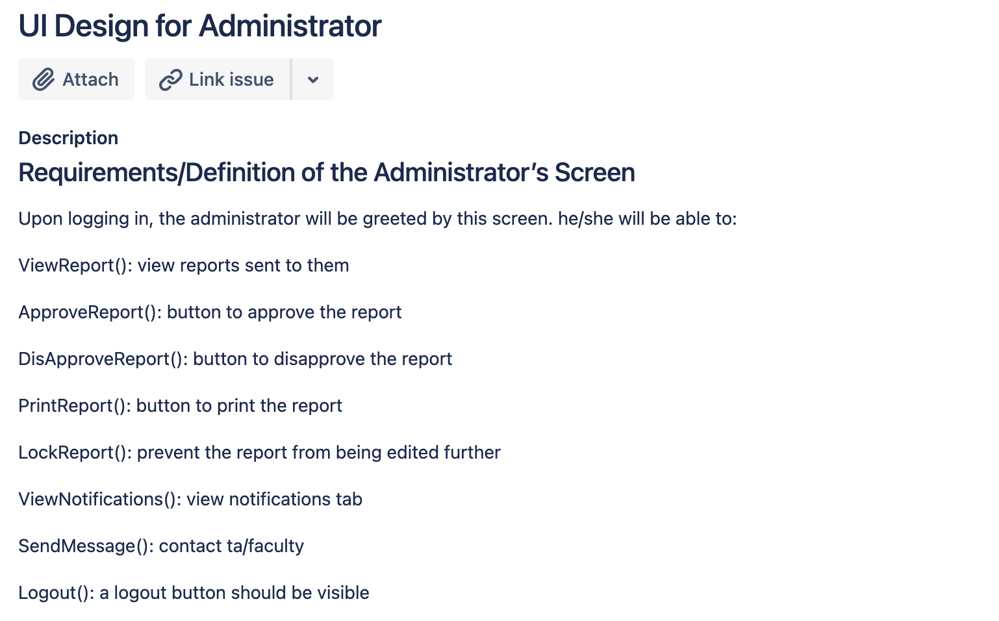 UI Design for Administrator
Attach
Link issue
Description
Requirements/Definition of the Administrator’s Screen
Upon logging in, the administrator will be greeted by this screen. he/she will be able to:
ViewReport(): view reports sent to them
ApproveReport(): button to approve the report
DisApproveReport(): button to disapprove the report
PrintReport(): button to print the report
LockReport(): prevent the report from being edited further
ViewNotifications(): view notifications tab
SendMessage(): contact ta/faculty
Logout(): a logout button should be visible